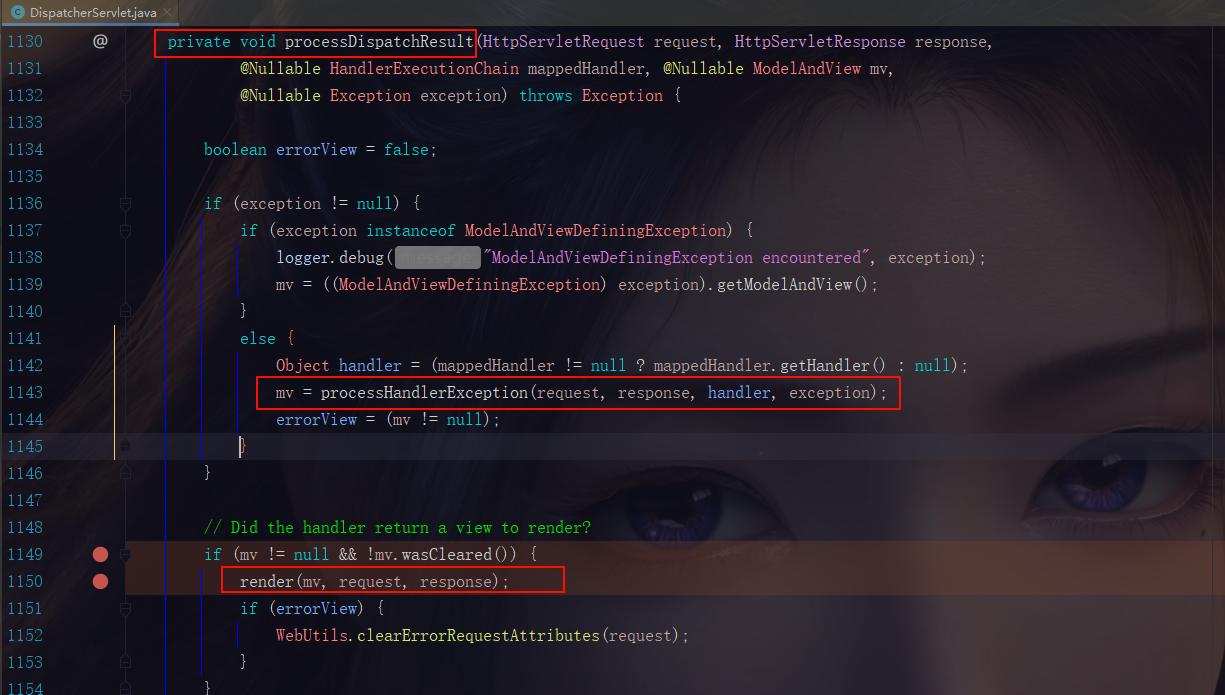 DispatcherServlet.java
1130 @ private void processDispatchResult(HttpServletRequest request, HttpServletResponse response,
1131 @Nullable HandlerExecutionChain mappedHandler, @Nullable ModelAndView mv,
1132 @Nullable Exception exception) throws Exception {
1133
1134 boolean errorView = false;
1135
1136 if (exception != null) {
1137 if (exception instanceof ModelAndViewDefiningException) {
1138 logger.debug( message: "ModelAndViewDefiningException encountered", exception);
1139 mv = ((ModelAndViewDefiningException) exception).getModelAndView();
1140 }
1141 else {
1142 Object handler = (mappedHandler != null ? mappedHandler.getHandler() : null);
1143 mv = processHandlerException(request, response, handler, exception);
1144 errorView = (mv != null);
1145 }
1146 }
1147
1148 // Did the handler return a view to render?
1149 if (mv != null && !mv.wasCleared()) {
1150 render(mv, request, response);
1151 if (errorView) {
1152 WebUtils.clearErrorRequestAttributes(request);
1153 }
1154 }